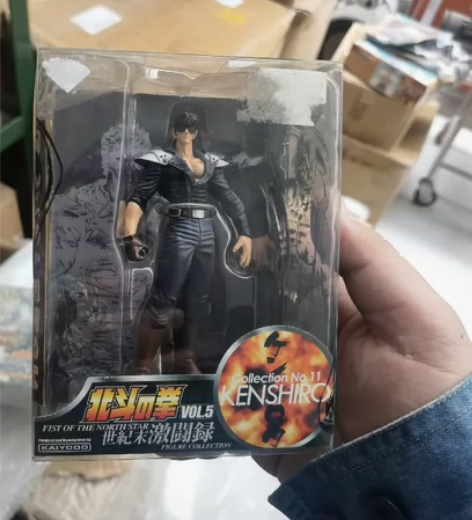 Collection No.11
KENSHIRO
北斗の拳 VOL.5
FIST OF THE NORTH STAR
世紀末激闘録
FIGURE COLLECTION
KAIYODO